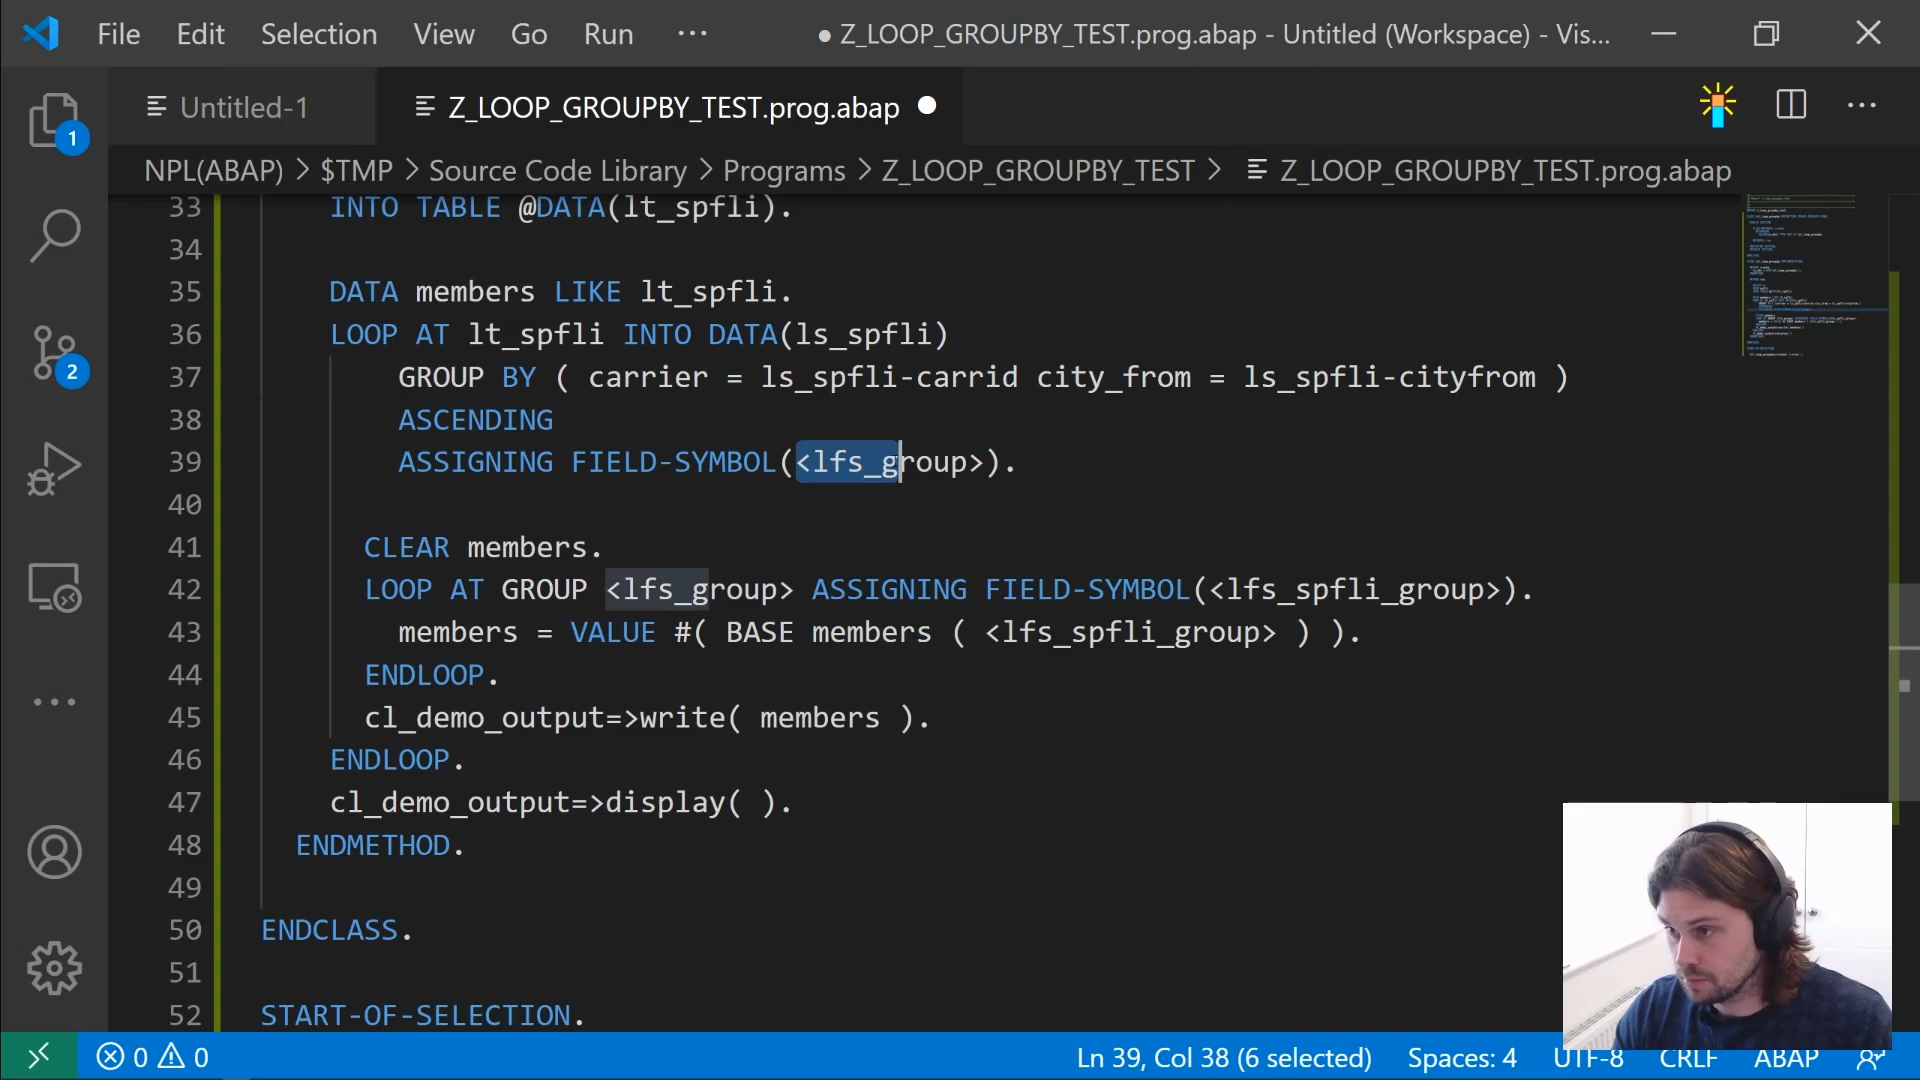 File Edit Selection View Go Run ··· ● Z_LOOP_GROUPBY_TEST.prog.abap - Untitled (Workspace) - Vis...
Untitled-1 Z_LOOP_GROUPBY_TEST.prog.abap ●
NPL(ABAP) > $TMP > Source Code Library > Programs > Z_LOOP_GROUPBY_TEST > Z_LOOP_GROUPBY_TEST.prog.abap
1
2
33 INTO TABLE @DATA(lt_spfli).
34
35 DATA members LIKE lt_spfli.
36 LOOP AT lt_spfli INTO DATA(ls_spfli)
37 GROUP BY ( carrier = ls_spfli-carrid city_from = ls_spfli-cityfrom )
38 ASCENDING
39 ASSIGNING FIELD-SYMBOL(<lfs_group>).
40
41 CLEAR members.
42 LOOP AT GROUP <lfs_group> ASSIGNING FIELD-SYMBOL(<lfs_spfli_group>).
43 members = VALUE #( BASE members ( <lfs_spfli_group> ) ).
44 ENDLOOP.
45 cl_demo_output=>write( members ).
46 ENDLOOP.
47 cl_demo_output=>display( ).
48 ENDMETHOD.
49
50 ENDCLASS.
51
52 START-OF-SELECTION.
0 0 Ln 39, Col 38 (6 selected) Spaces: 4 UTF-8 CRLF ABAP